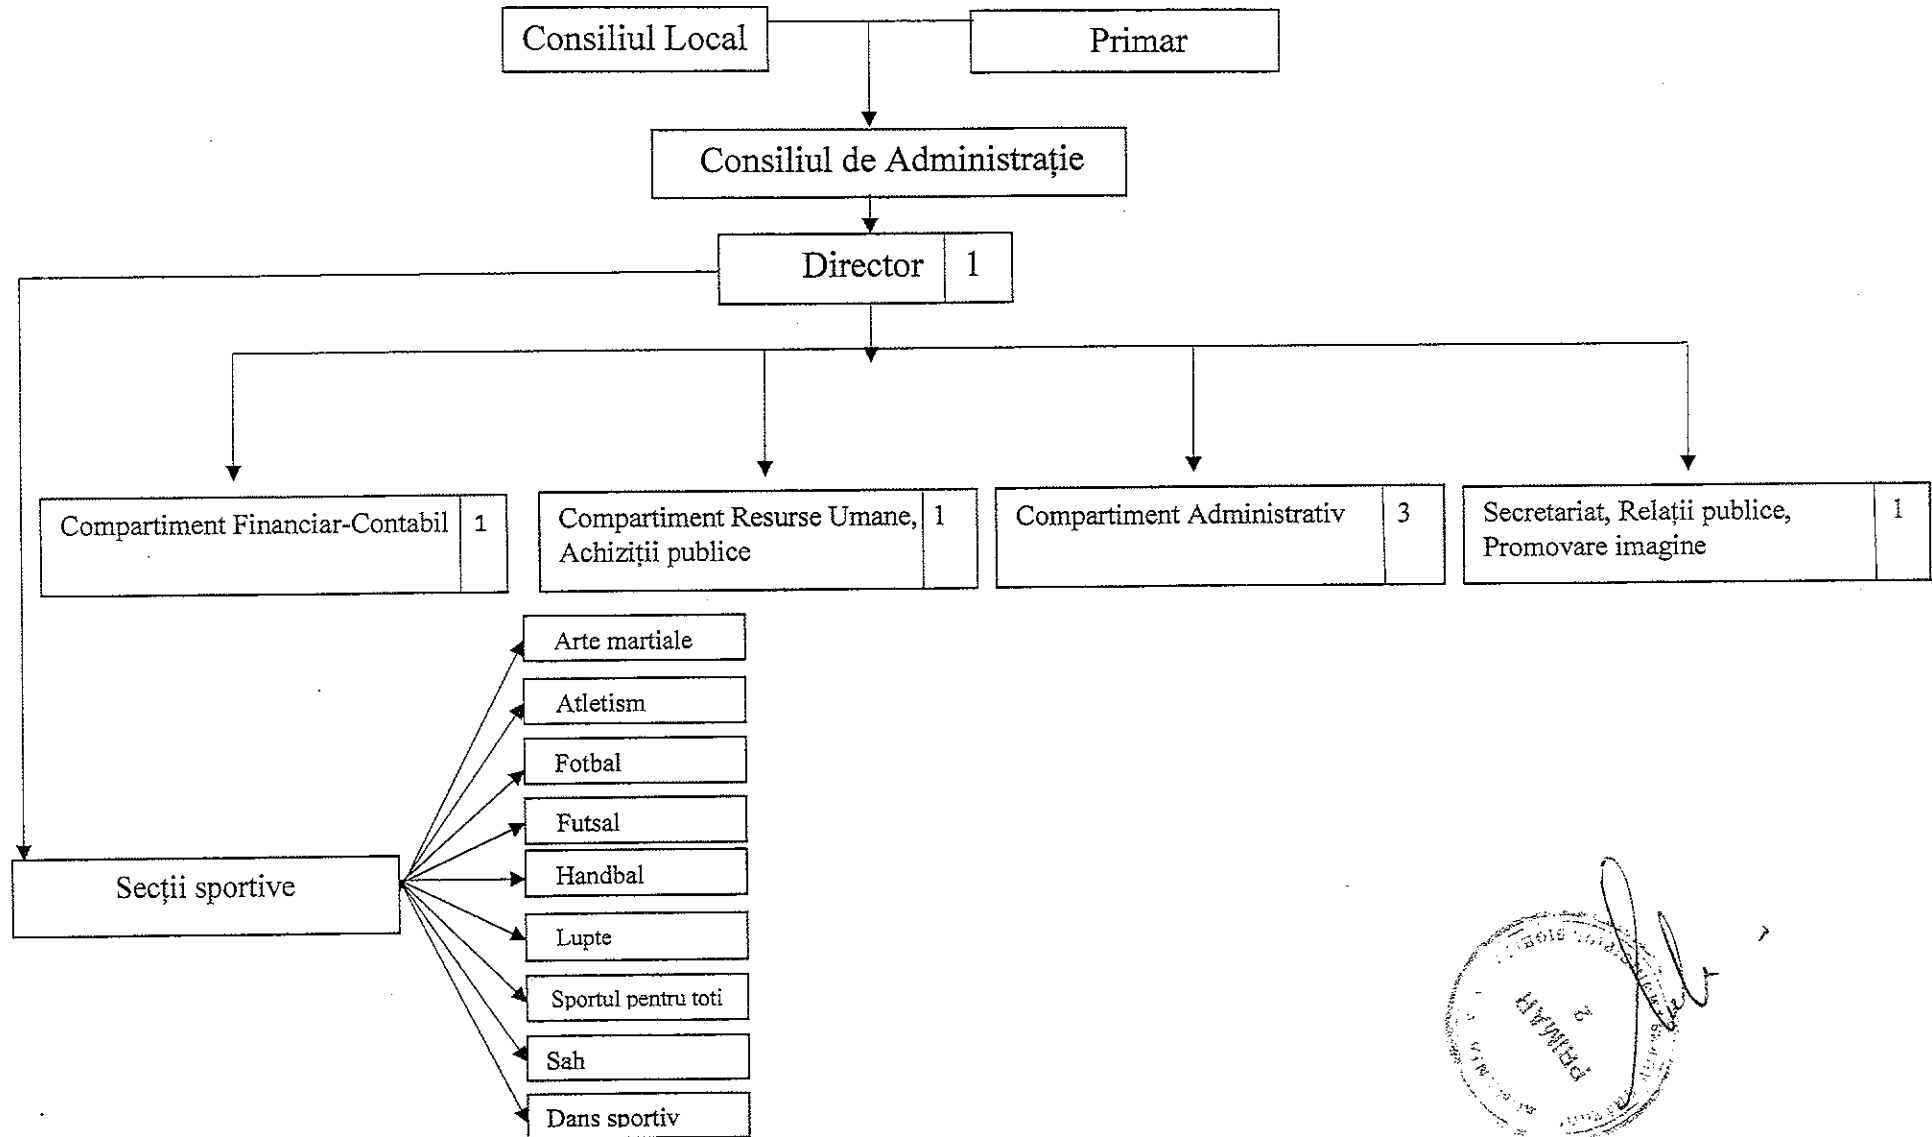 Consiliul Local
Primar
Consiliul de Administrație
Director 1
Compartiment Financiar-Contabil 1
Compartiment Resurse Umane, 1
Achiziții publice
Compartiment Administrativ 3
Secretariat, Relații publice, 1
Promovare imagine
Arte martiale
Atletism
Fotbal
Futsal
Handbal
Secții sportive
Lupte
Sportul pentru toti
Sah
Dans sportiv
PRIMAR
2